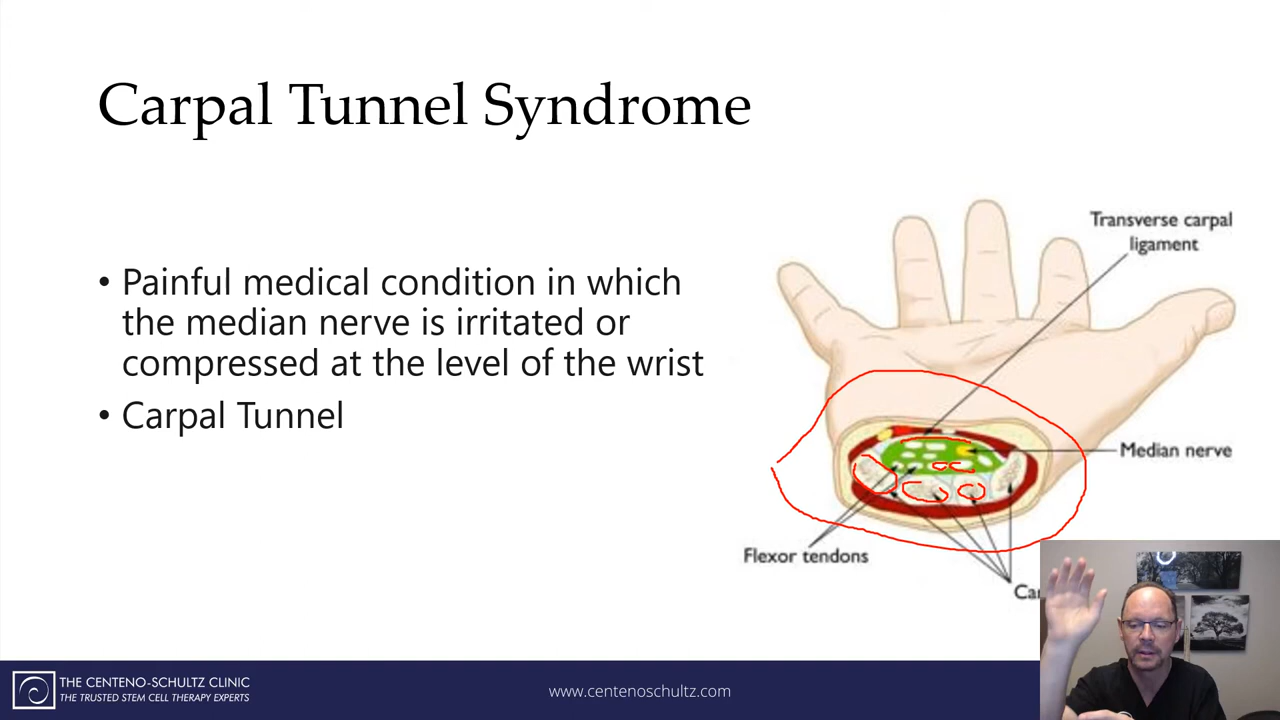 Carpal Tunnel Syndrome
• Painful medical condition in which
the median nerve is irritated or
compressed at the level of the wrist
• Carpal Tunnel
Transverse carpal
ligament
Median nerve
Flexor tendons
THE CENTENO-SCHULTZ CLINIC
THE TRUSTED STEM CELL THERAPY EXPERTS
www.centenoschultz.com